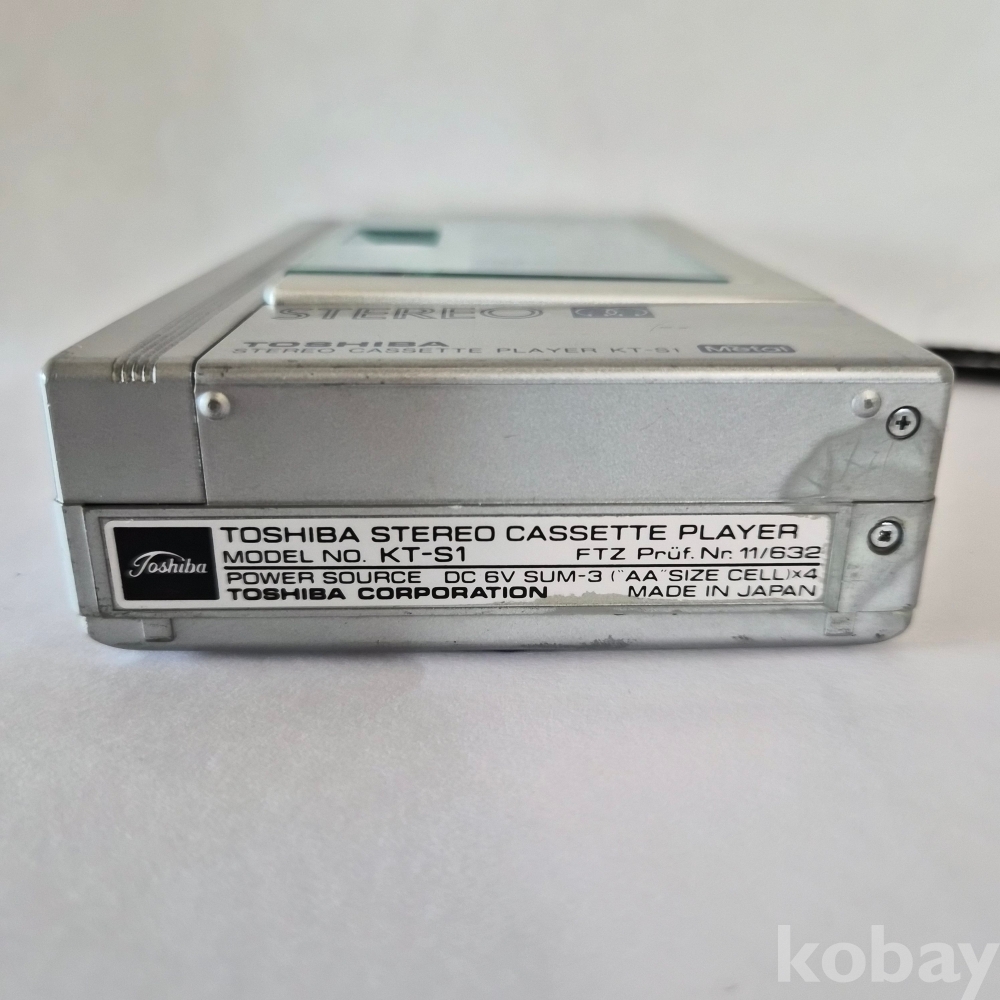 STEREO
TOSHIBA
STEREO CASSETTE PLAYER KT-S1 Metal
Toshiba
TOSHIBA STEREO CASSETTE PLAYER
MODEL NO. KT-S1 FTZ Prüf. Nr. 11/632
POWER SOURCE DC 6V SUM-3 ("AA" SIZE CELL)×4
TOSHIBA CORPORATION MADE IN JAPAN
kobay